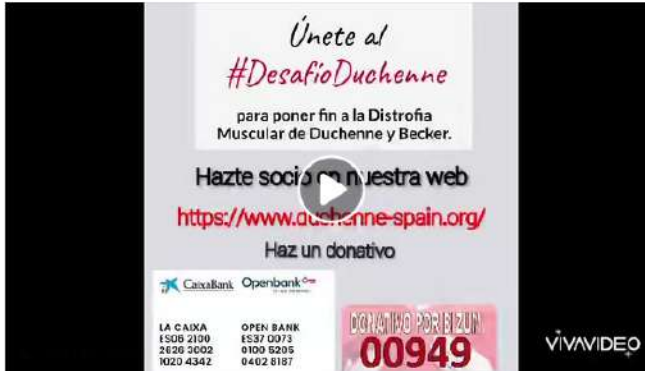 Únete al
#DesafíoDuchenne
para poner fin a la Distrofia
Muscular de Duchenne y Becker.
Hazte socio en nuestra web
https://www.duchenne-spain.org/
Haz un donativo
CaixaBank Openbank
LA CAIXA OPEN BANK
ES06 2100 ES37 0073
2626 3002 0100 5205
1020 4342 0402 8187
DONATIVO POR BIZUM
00949
VIVAVIDEO